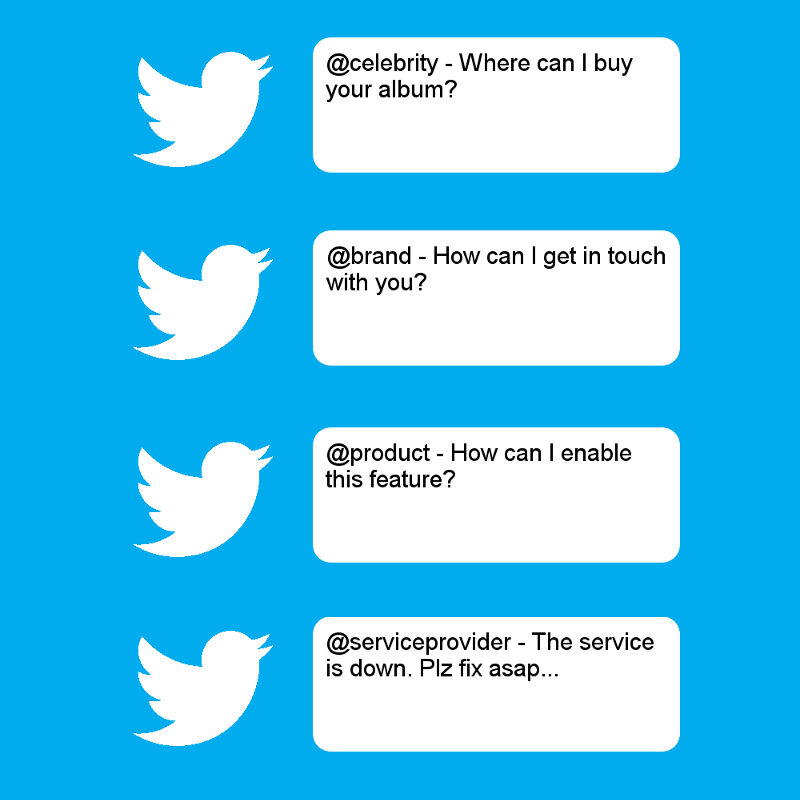 @celebrity - Where can I buy
your album?
@brand - How can I get in touch
with you?
@product - How can I enable
this feature?
@serviceprovider - The service
is down. Plz fix asap...